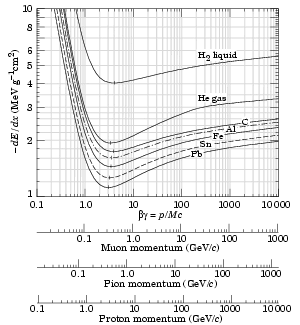 10
8
6
5
4
3
2
1
−dE/dx (MeV g−1cm2)
H2 liquid
He gas
C
Al
Fe
Sn
Pb
0.1 1.0 10 100 1000 10000
βγ = p/Mc
0.1 1.0 10 100 1000
Muon momentum (GeV/c)
0.1 1.0 10 100 1000
Pion momentum (GeV/c)
0.1 1.0 10 100 1000 10000
Proton momentum (GeV/c)